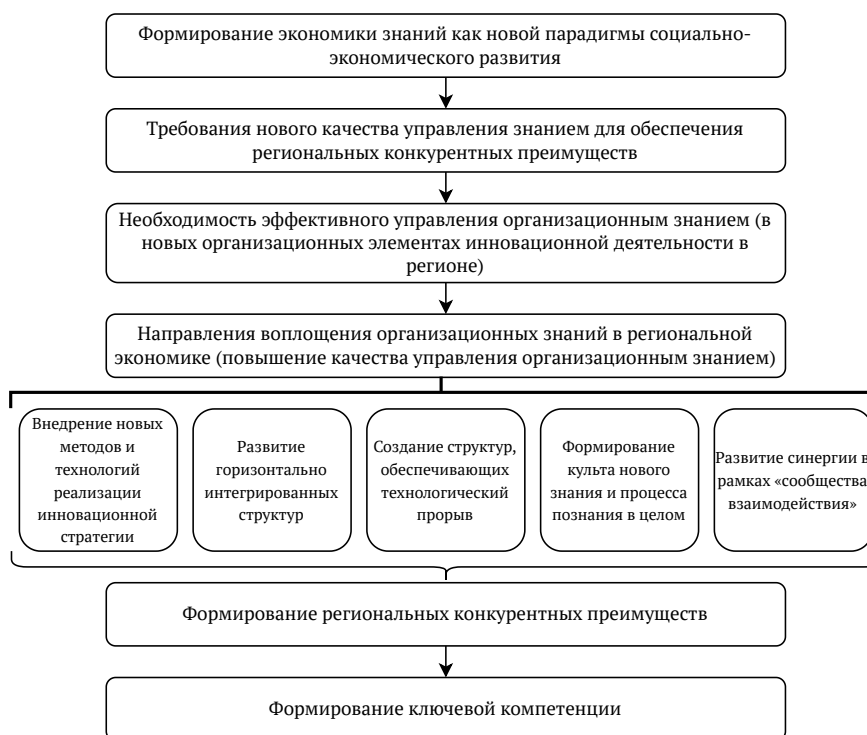 Формирование экономики знаний как новой парадигмы социально-
экономического развития
Требования нового качества управления знанием для обеспечения
региональных конкурентных преимуществ
Необходимость эффективного управления организационным знанием (в
новых организационных элементах инновационной деятельности в
регионе)
Направления воплощения организационных знаний в региональной
экономике (повышение качества управления организационным знанием)
Внедрение новых
методов и
технологий
реализации
инновационной
стратегии
Развитие
горизонтально
интегрированных
структур
Создание структур,
обеспечивающих
технологический
прорыв
Формирование
культа нового
знания и процесса
познания в целом
Развитие синергии в
рамках «сообщества
взаимодействия»
Формирование региональных конкурентных преимуществ
Формирование ключевой компетенции